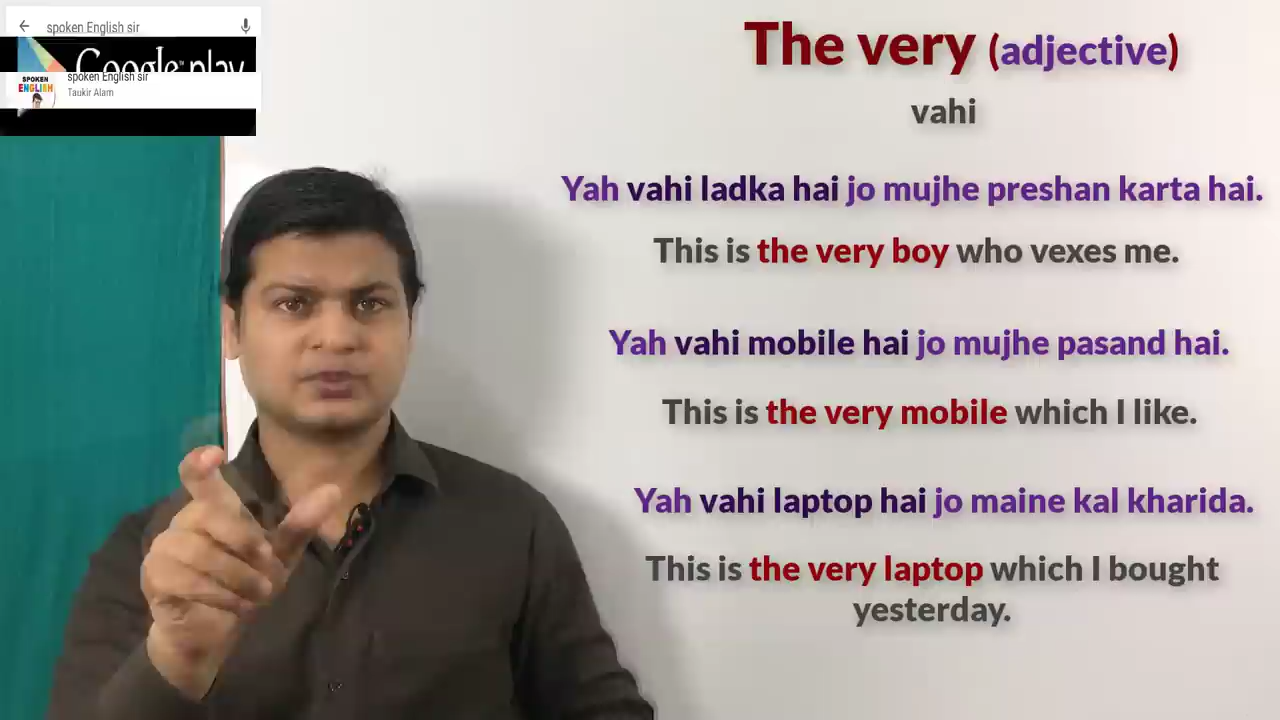 spoken English sir
Google play
spoken English sir
SPOKEN
ENGLISH
Taukir Alam
The very (adjective)
vahi
Yah vahi ladka hai jo mujhe preshan karta hai.
This is the very boy who vexes me.
Yah vahi mobile hai jo mujhe pasand hai.
This is the very mobile which I like.
Yah vahi laptop hai jo maine kal kharida.
This is the very laptop which I bought
yesterday.